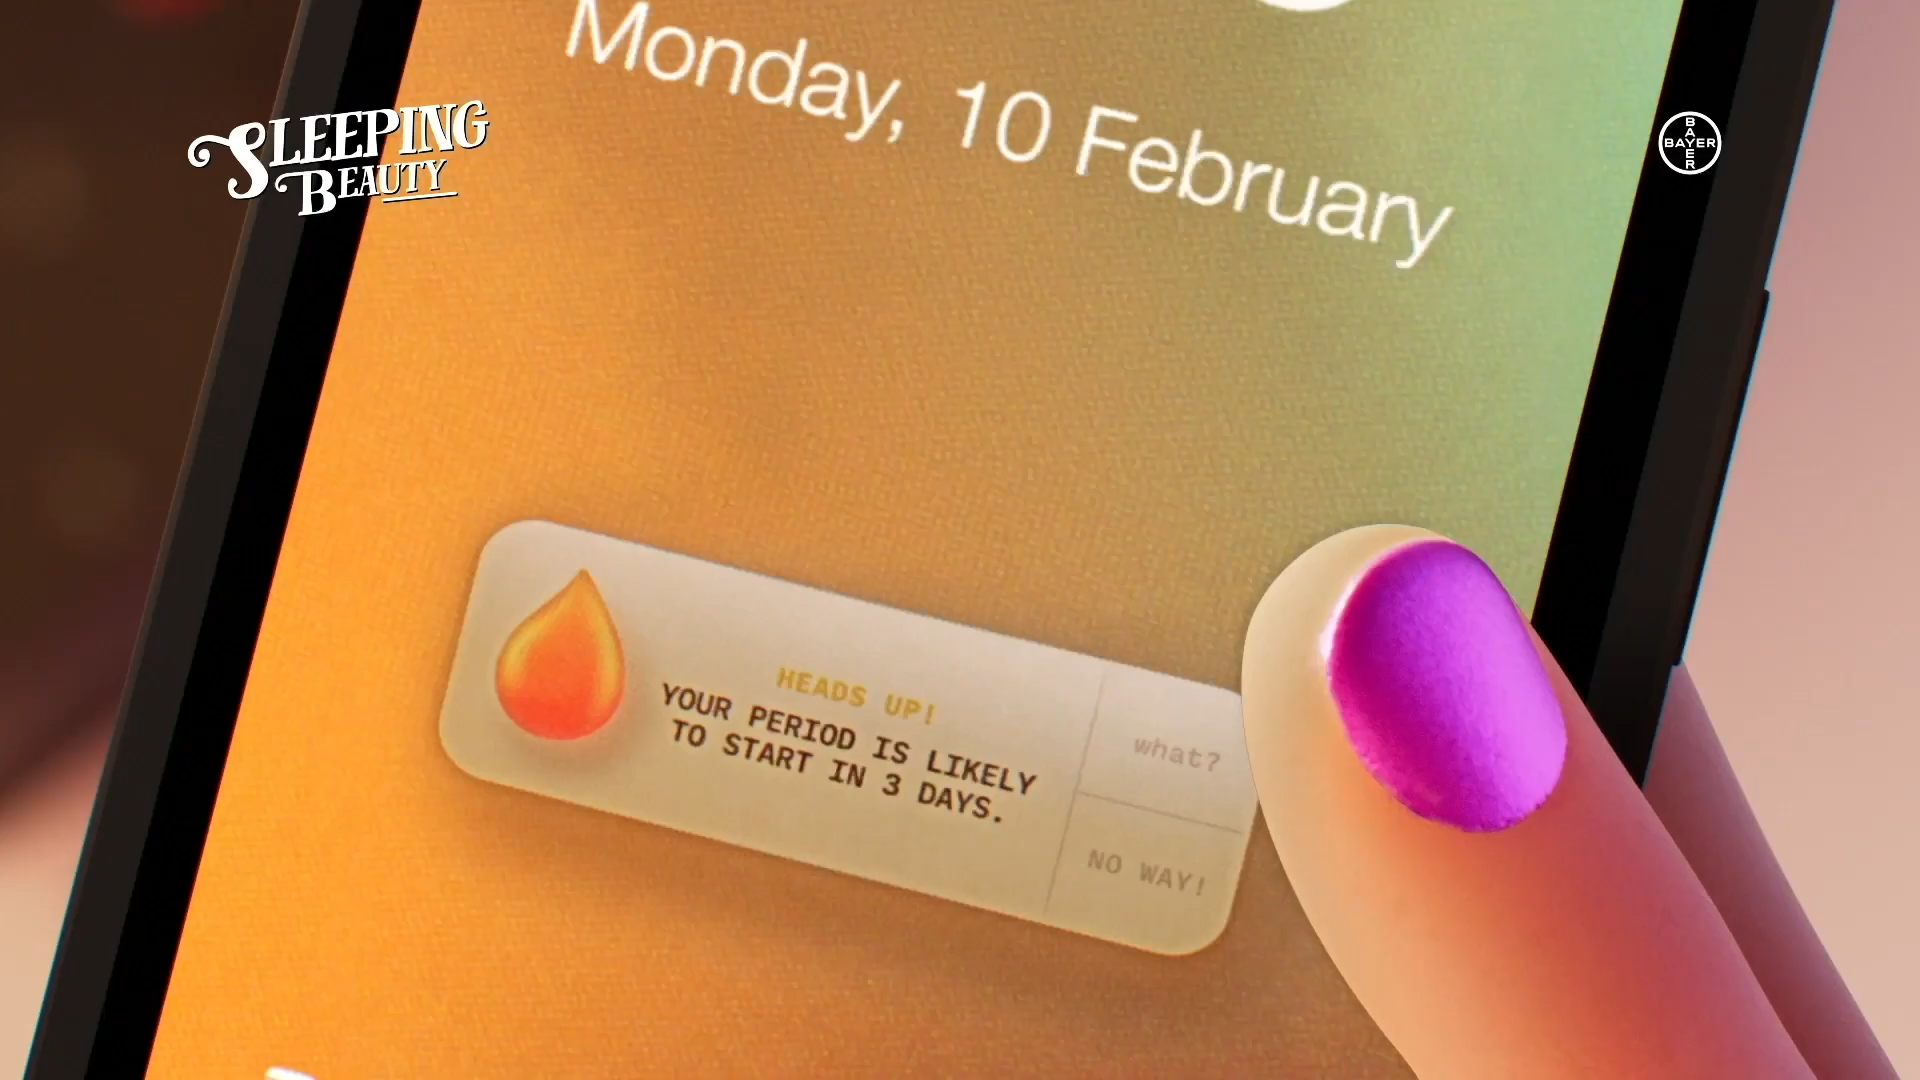 Monday, 10 February
SLEEPING
BEAUTY
BAYER
BAYER
HEADS UP!
YOUR PERIOD IS LIKELY
TO START IN 3 DAYS.
what?
NO WAY!